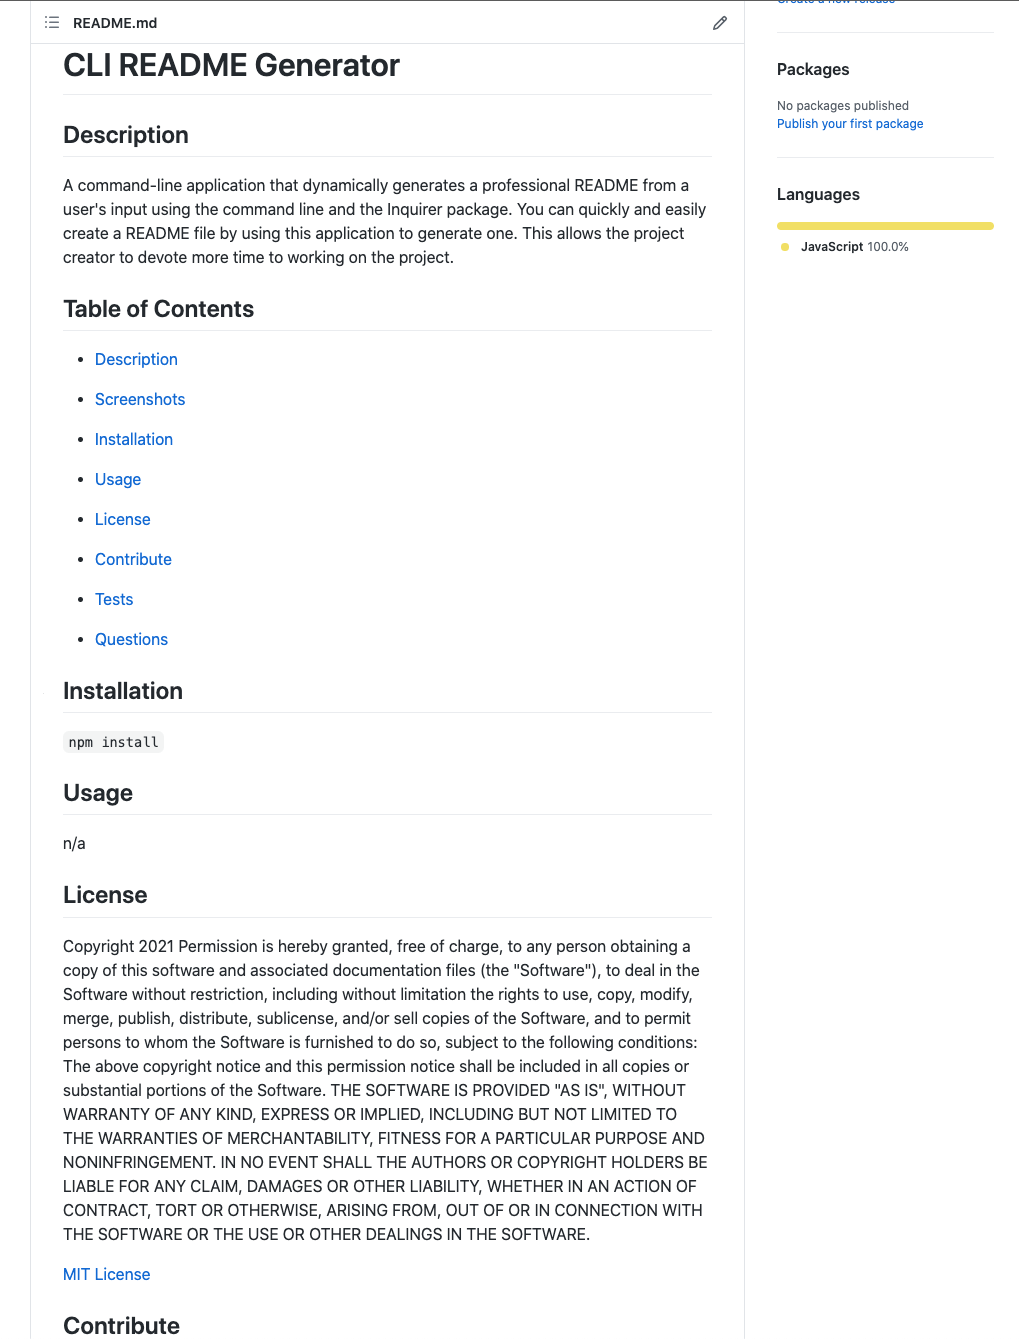 README.md
CLI README Generator
Description
A command-line application that dynamically generates a professional README from a
user's input using the command line and the Inquirer package. You can quickly and easily
create a README file by using this application to generate one. This allows the project
creator to devote more time to working on the project.
Table of Contents
• Description
• Screenshots
• Installation
• Usage
• License
• Contribute
• Tests
• Questions
Installation
npm install
Usage
n/a
License
Copyright 2021 Permission is hereby granted, free of charge, to any person obtaining a
copy of this software and associated documentation files (the "Software"), to deal in the
Software without restriction, including without limitation the rights to use, copy, modify,
merge, publish, distribute, sublicense, and/or sell copies of the Software, and to permit
persons to whom the Software is furnished to do so, subject to the following conditions:
The above copyright notice and this permission notice shall be included in all copies or
substantial portions of the Software. THE SOFTWARE IS PROVIDED "AS IS", WITHOUT
WARRANTY OF ANY KIND, EXPRESS OR IMPLIED, INCLUDING BUT NOT LIMITED TO
THE WARRANTIES OF MERCHANTABILITY, FITNESS FOR A PARTICULAR PURPOSE AND
NONINFRINGEMENT. IN NO EVENT SHALL THE AUTHORS OR COPYRIGHT HOLDERS BE
LIABLE FOR ANY CLAIM, DAMAGES OR OTHER LIABILITY, WHETHER IN AN ACTION OF
CONTRACT, TORT OR OTHERWISE, ARISING FROM, OUT OF OR IN CONNECTION WITH
THE SOFTWARE OR THE USE OR OTHER DEALINGS IN THE SOFTWARE.
MIT License
Contribute
Create a new release
Packages
No packages published
Publish your first package
Languages
JavaScript 100.0%